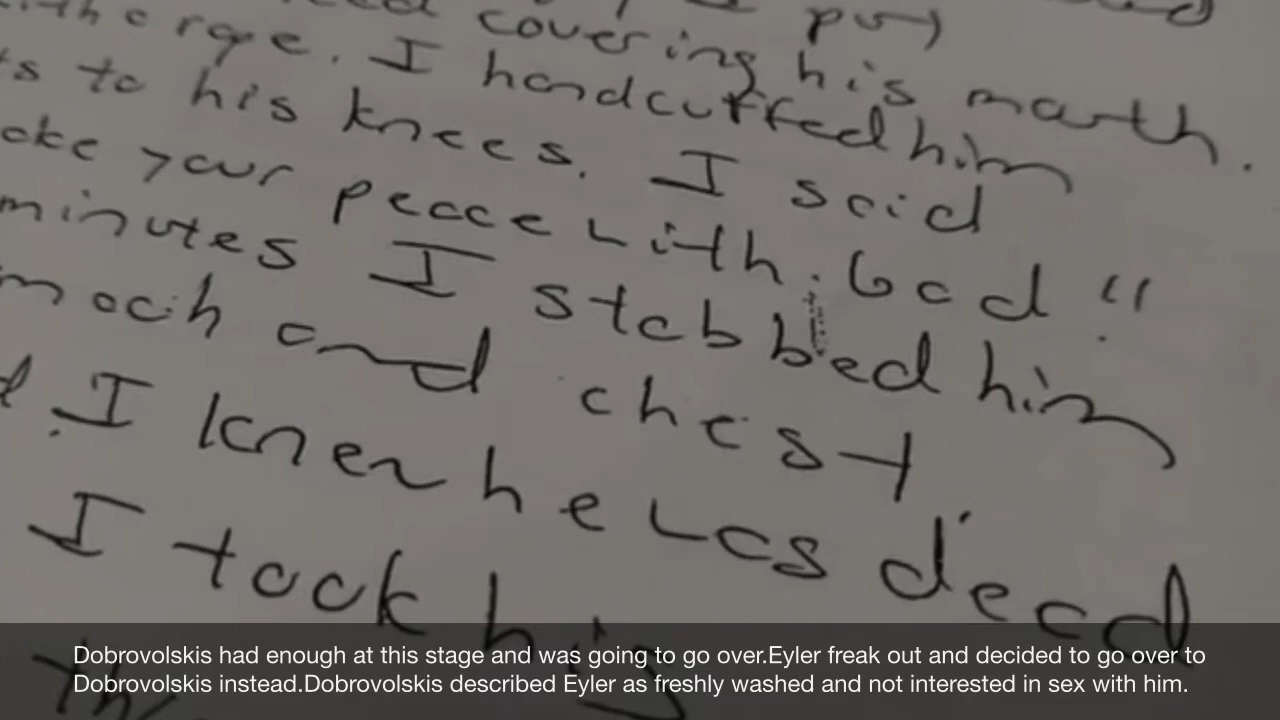 covering his mouth.
I handcuffed him
s to his knees. I said
oke your peace with God"
minutes I stabbed him
moch and chest
I knew he was dead
I took his
Dobrovolskis had enough at this stage and was going to go over.Eyler freak out and decided to go over to
Dobrovolskis instead.Dobrovolskis described Eyler as freshly washed and not interested in sex with him.